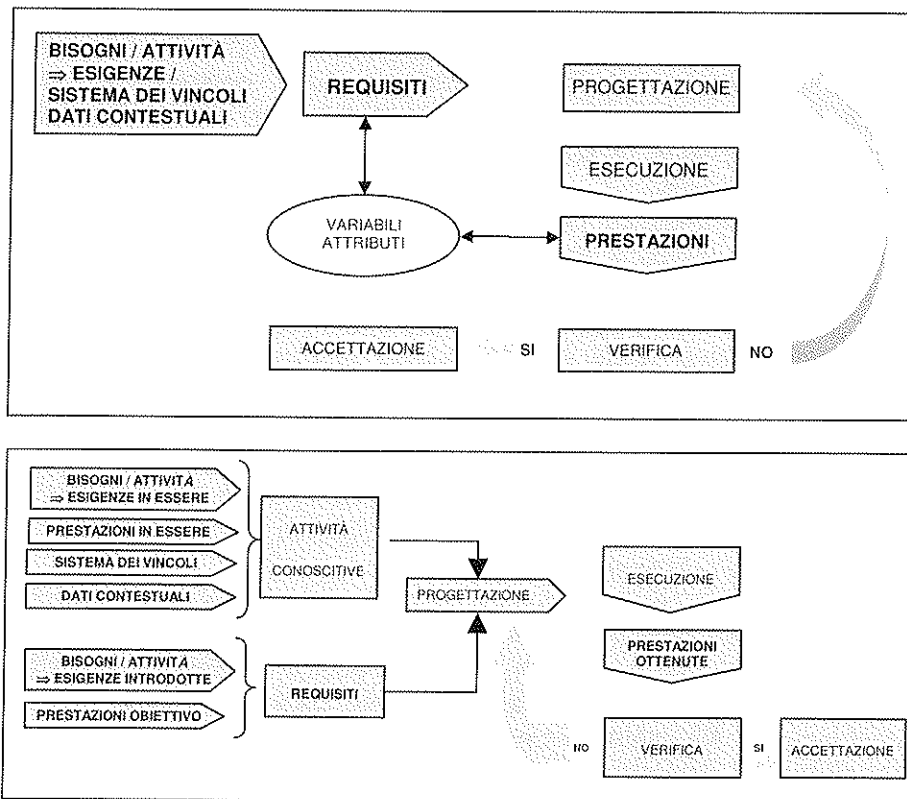 BISOGNI / ATTIVITÀ
⇒ ESIGENZE /
SISTEMA DEI VINCOLI
DATI CONTESTUALI
REQUISITI
PROGETTAZIONE
ESECUZIONE
VARIABILI
ATTRIBUTI
PRESTAZIONI
ACCETTAZIONE
SI
VERIFICA
NO
BISOGNI / ATTIVITÀ
⇒ ESIGENZE IN ESSERE
PRESTAZIONI IN ESSERE
SISTEMA DEI VINCOLI
DATI CONTESTUALI
ATTIVITÀ
CONOSCITIVE
PROGETTAZIONE
ESECUZIONE
BISOGNI / ATTIVITÀ
⇒ ESIGENZE INTRODOTTE
PRESTAZIONI OBIETTIVO
REQUISITI
PRESTAZIONI
OTTENUTE
NO
VERIFICA
SI
ACCETTAZIONE